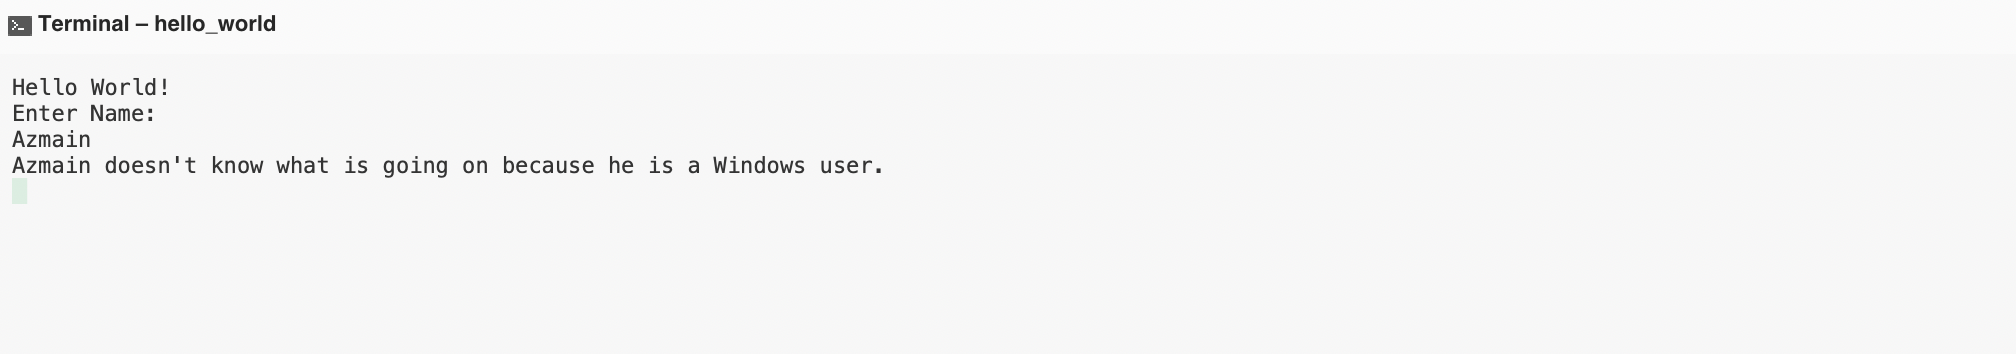 Terminal – hello_world
Hello World!
Enter Name:
Azmain
Azmain doesn't know what is going on because he is a Windows user.